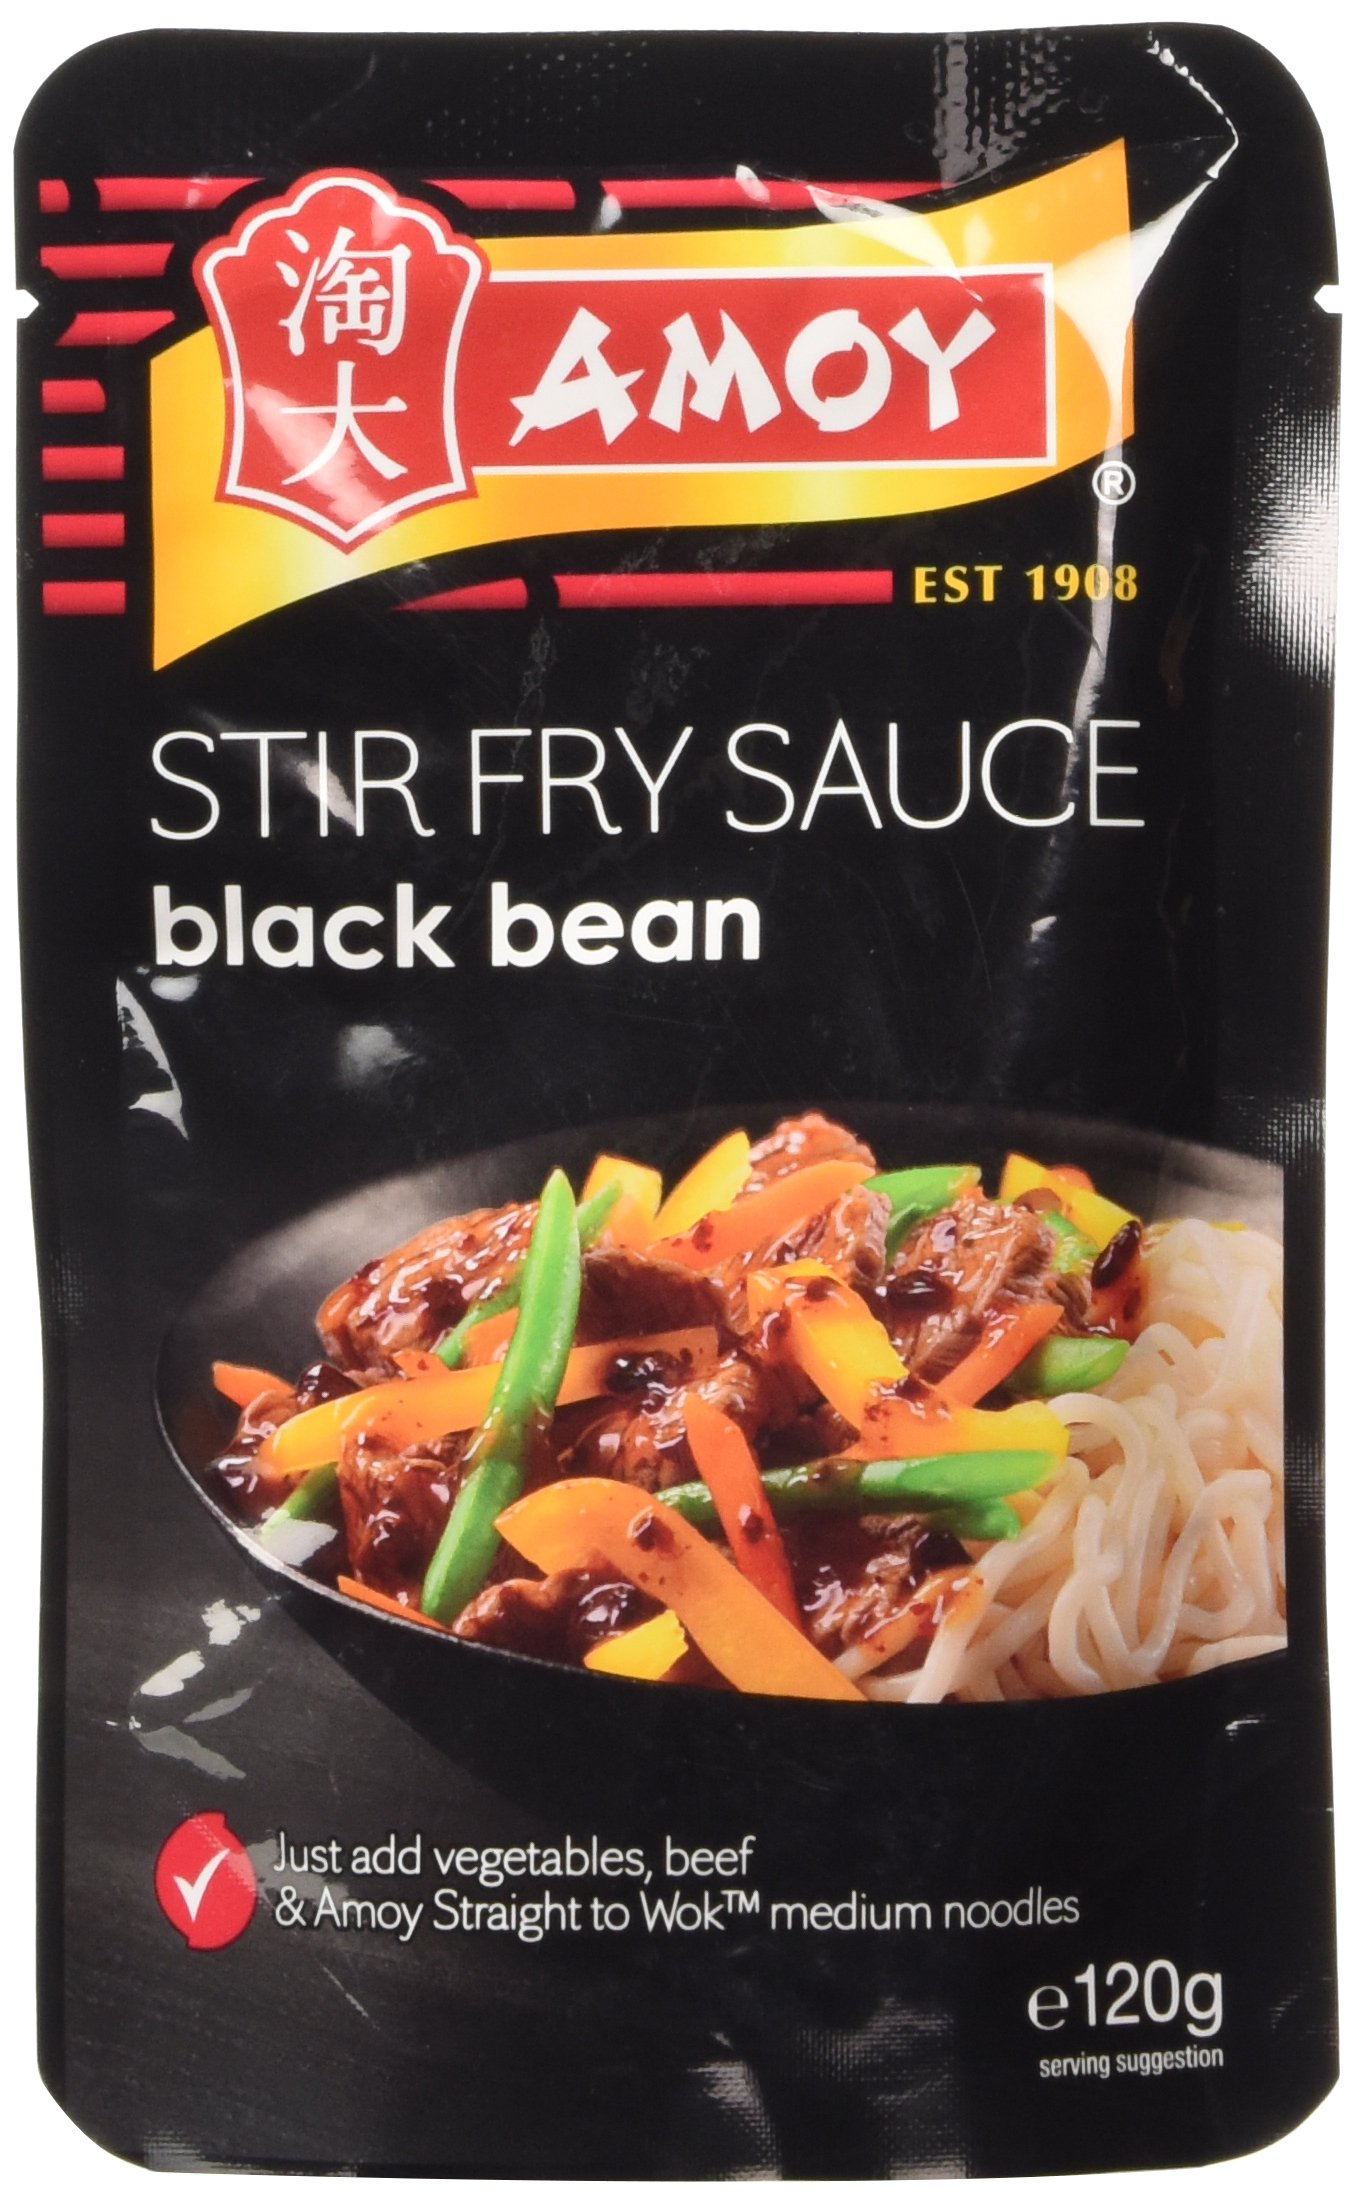 淘大
AMOY
®
EST 1908
STIR FRY SAUCE
black bean
Just add vegetables, beef
& Amoy Straight to Wok™ medium noodles
℮120g
serving suggestion